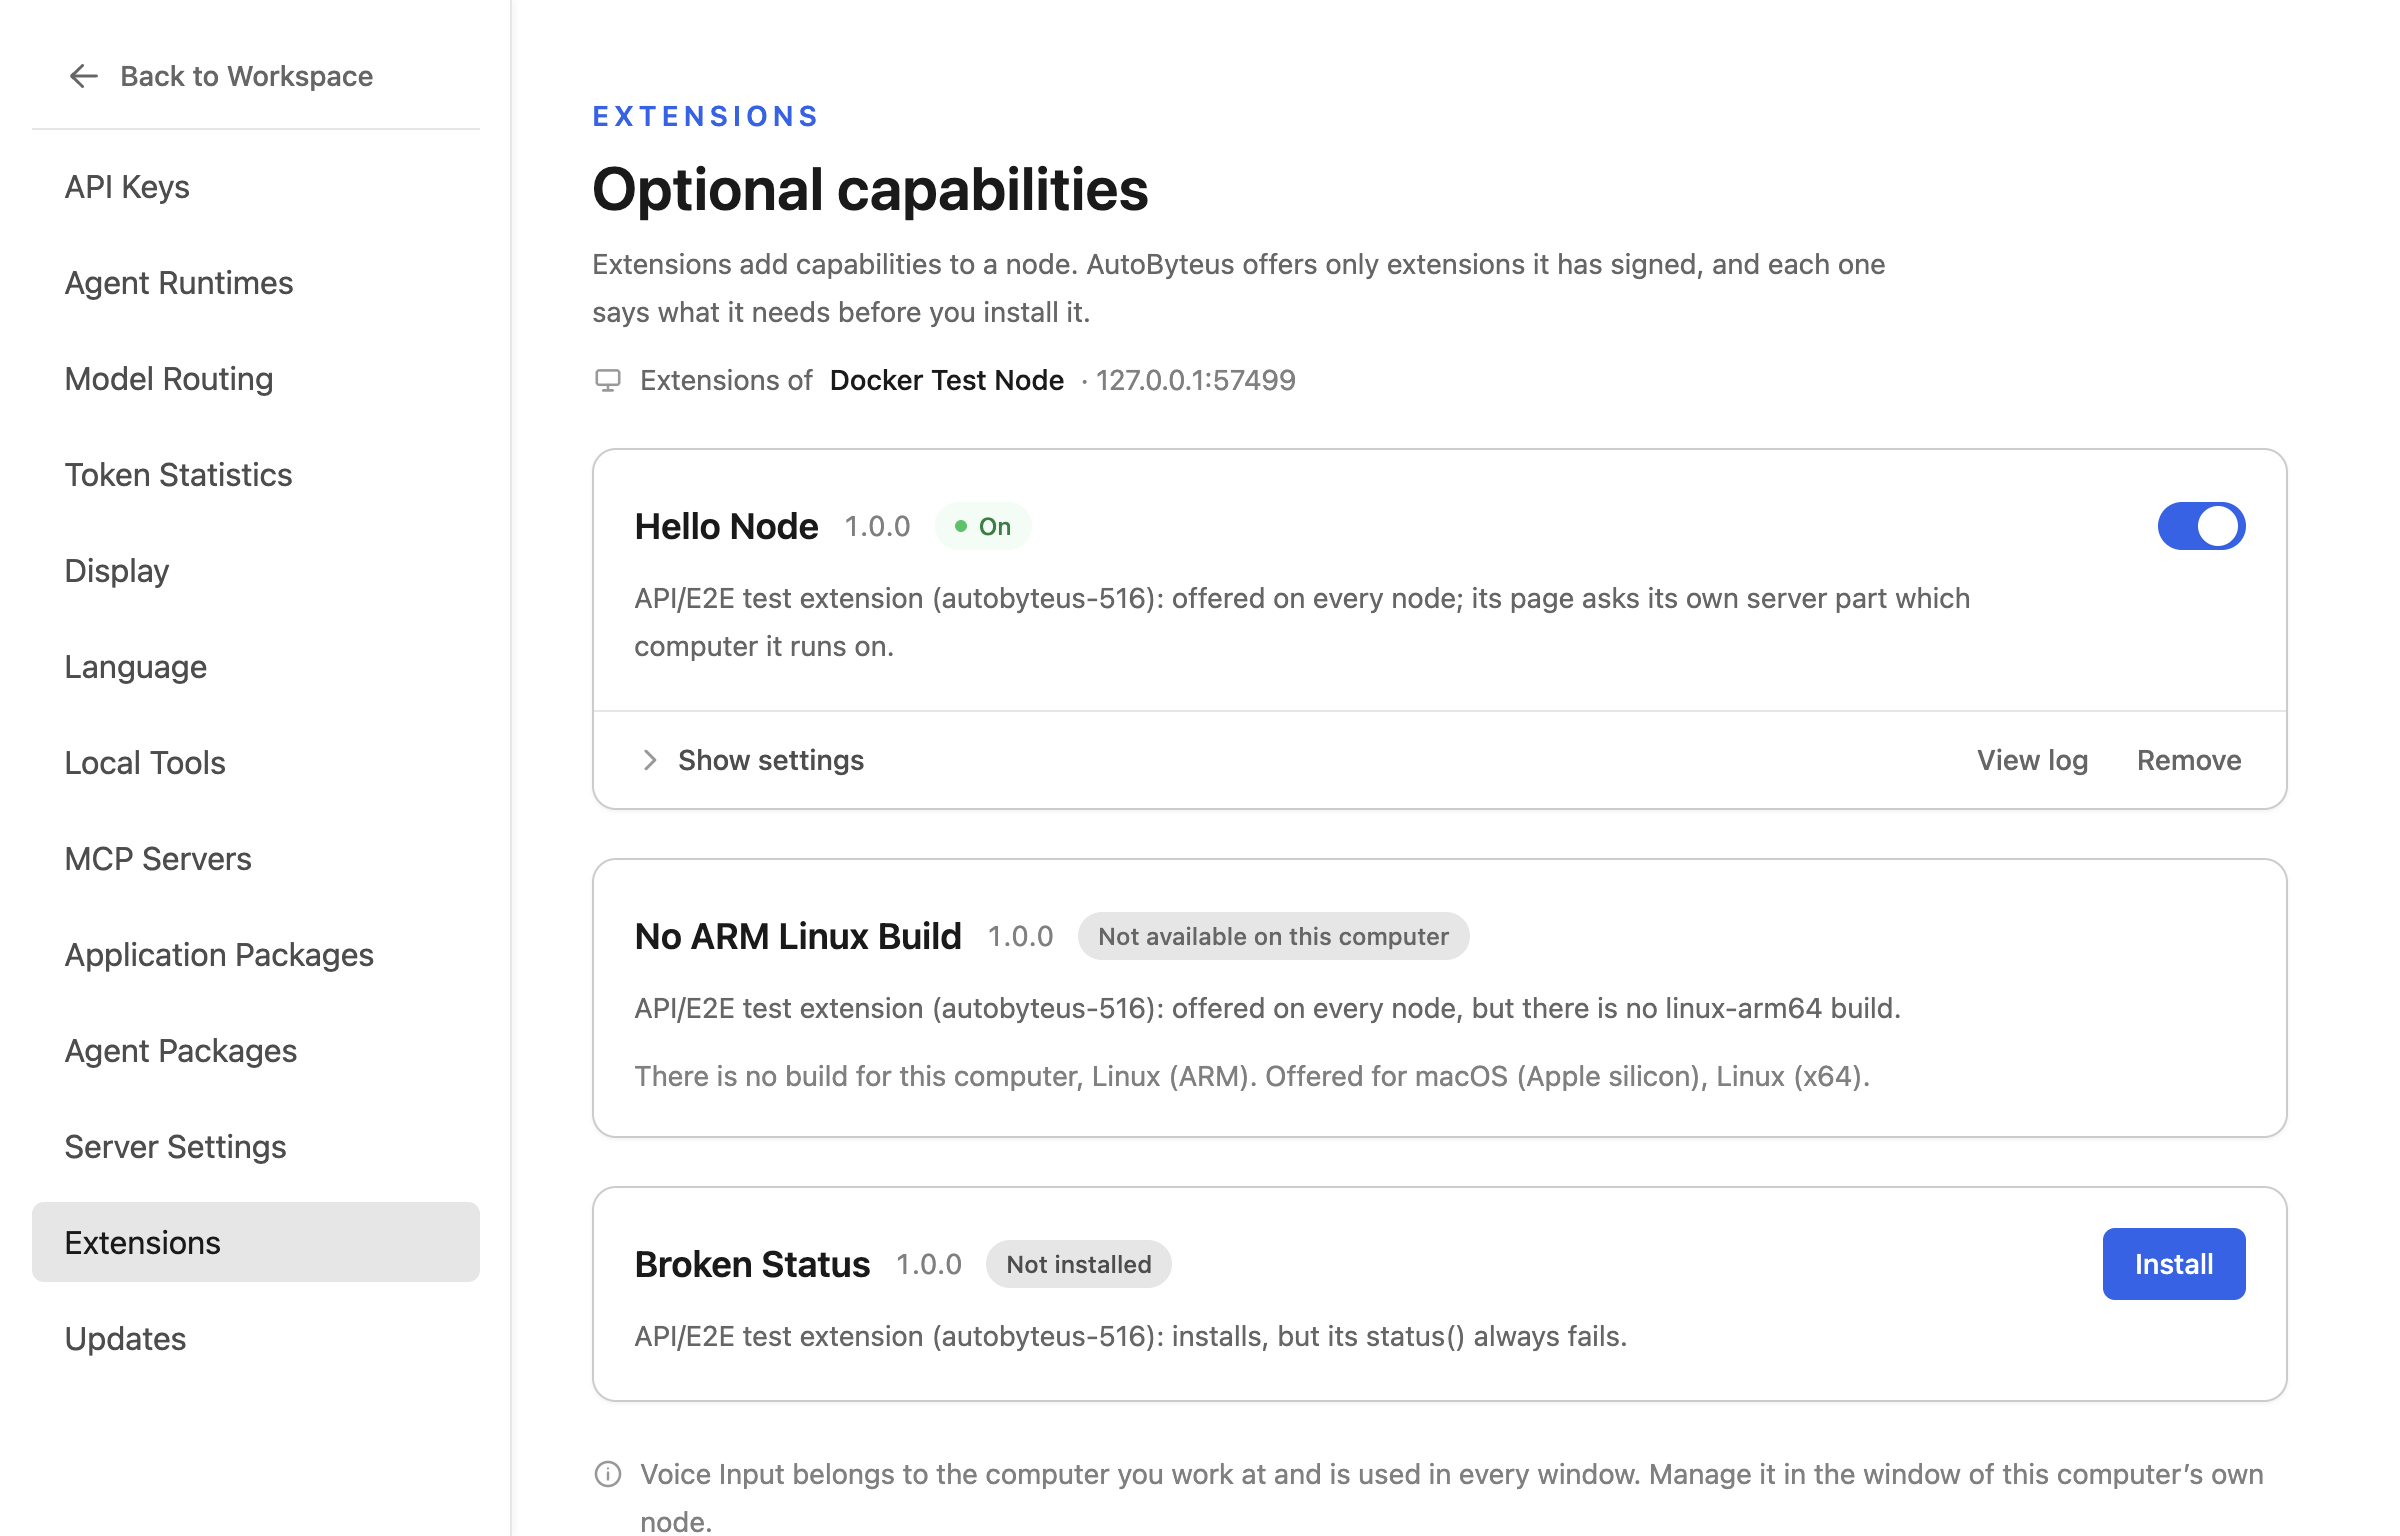 Back to Workspace
API Keys
Agent Runtimes
Model Routing
Token Statistics
Display
Language
Local Tools
MCP Servers
Application Packages
Agent Packages
Server Settings
Extensions
Updates
EXTENSIONS
Optional capabilities
Extensions add capabilities to a node. AutoByteus offers only extensions it has signed, and each one
says what it needs before you install it.
Extensions of Docker Test Node · 127.0.0.1:57499
Hello Node 1.0.0 On
API/E2E test extension (autobyteus-516): offered on every node; its page asks its own server part which
computer it runs on.
Show settings View log Remove
No ARM Linux Build 1.0.0 Not available on this computer
API/E2E test extension (autobyteus-516): offered on every node, but there is no linux-arm64 build.
There is no build for this computer, Linux (ARM). Offered for macOS (Apple silicon), Linux (x64).
Broken Status 1.0.0 Not installed Install
API/E2E test extension (autobyteus-516): installs, but its status() always fails.
Voice Input belongs to the computer you work at and is used in every window. Manage it in the window of this computer’s own
node.